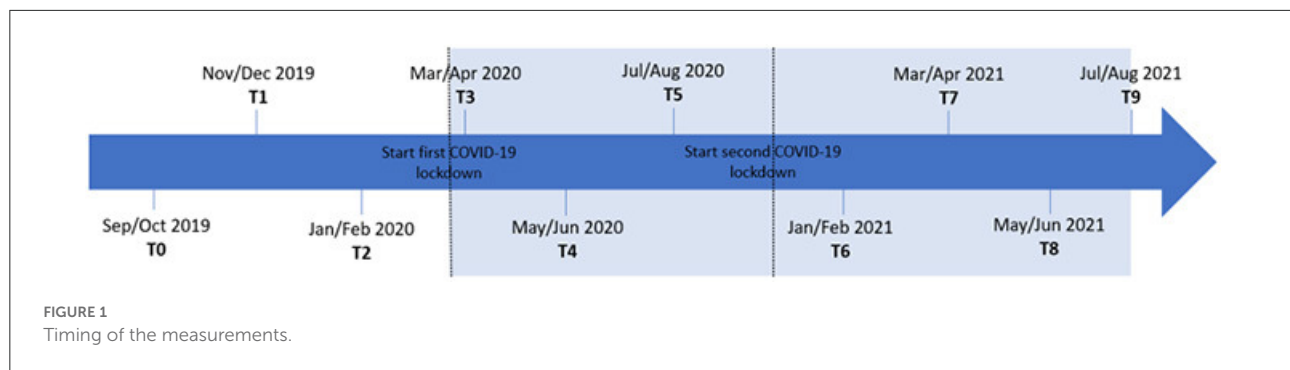 Nov/Dec 2019
T1
Mar/Apr 2020
T3
Jul/Aug 2020
T5
Mar/Apr 2021
T7
Jul/Aug 2021
T9
Start first COVID-19
lockdown
Start second COVID-19
lockdown
Sep/Oct 2019
T0
Jan/Feb 2020
T2
May/Jun 2020
T4
Jan/Feb 2021
T6
May/Jun 2021
T8
FIGURE 1
Timing of the measurements.